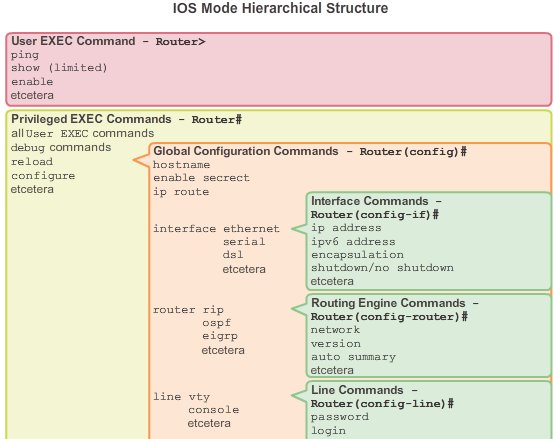 IOS Mode Hierarchical Structure
User EXEC Command - Router>
ping
show (limited)
enable
etcetera
Privileged EXEC Commands - Router#
all User EXEC commands
debug commands
reload
configure
etcetera
Global Configuration Commands - Router(config)#
hostname
enable secrect
ip route
interface ethernet
serial
dsl
etcetera
Interface Commands -
Router(config-if)#
ip address
ipv6 address
encapsulation
shutdown/no shutdown
etcetera
router rip
ospf
eigrp
etcetera
Routing Engine Commands -
Router(config-router)#
network
version
auto summary
etcetera
line vty
console
etcetera
Line Commands -
Router(config-line)#
password
login